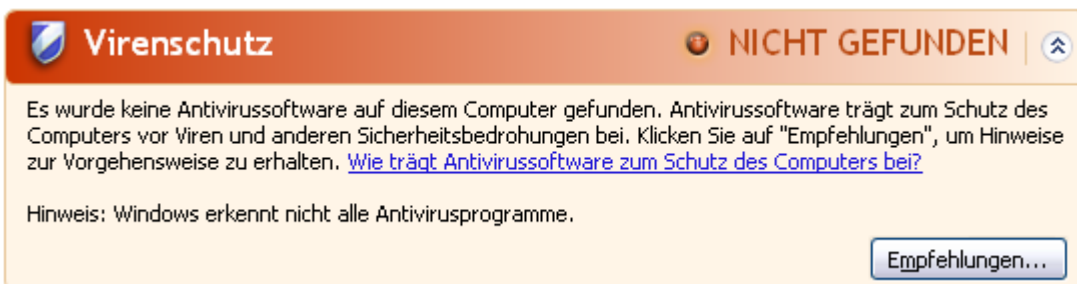 Virenschutz NICHT GEFUNDEN
Es wurde keine Antivirussoftware auf diesem Computer gefunden. Antivirussoftware trägt zum Schutz des
Computers vor Viren und anderen Sicherheitsbedrohungen bei. Klicken Sie auf "Empfehlungen", um Hinweise
zur Vorgehensweise zu erhalten. Wie trägt Antivirussoftware zum Schutz des Computers bei?
Hinweis: Windows erkennt nicht alle Antivirusprogramme.
Empfehlungen...